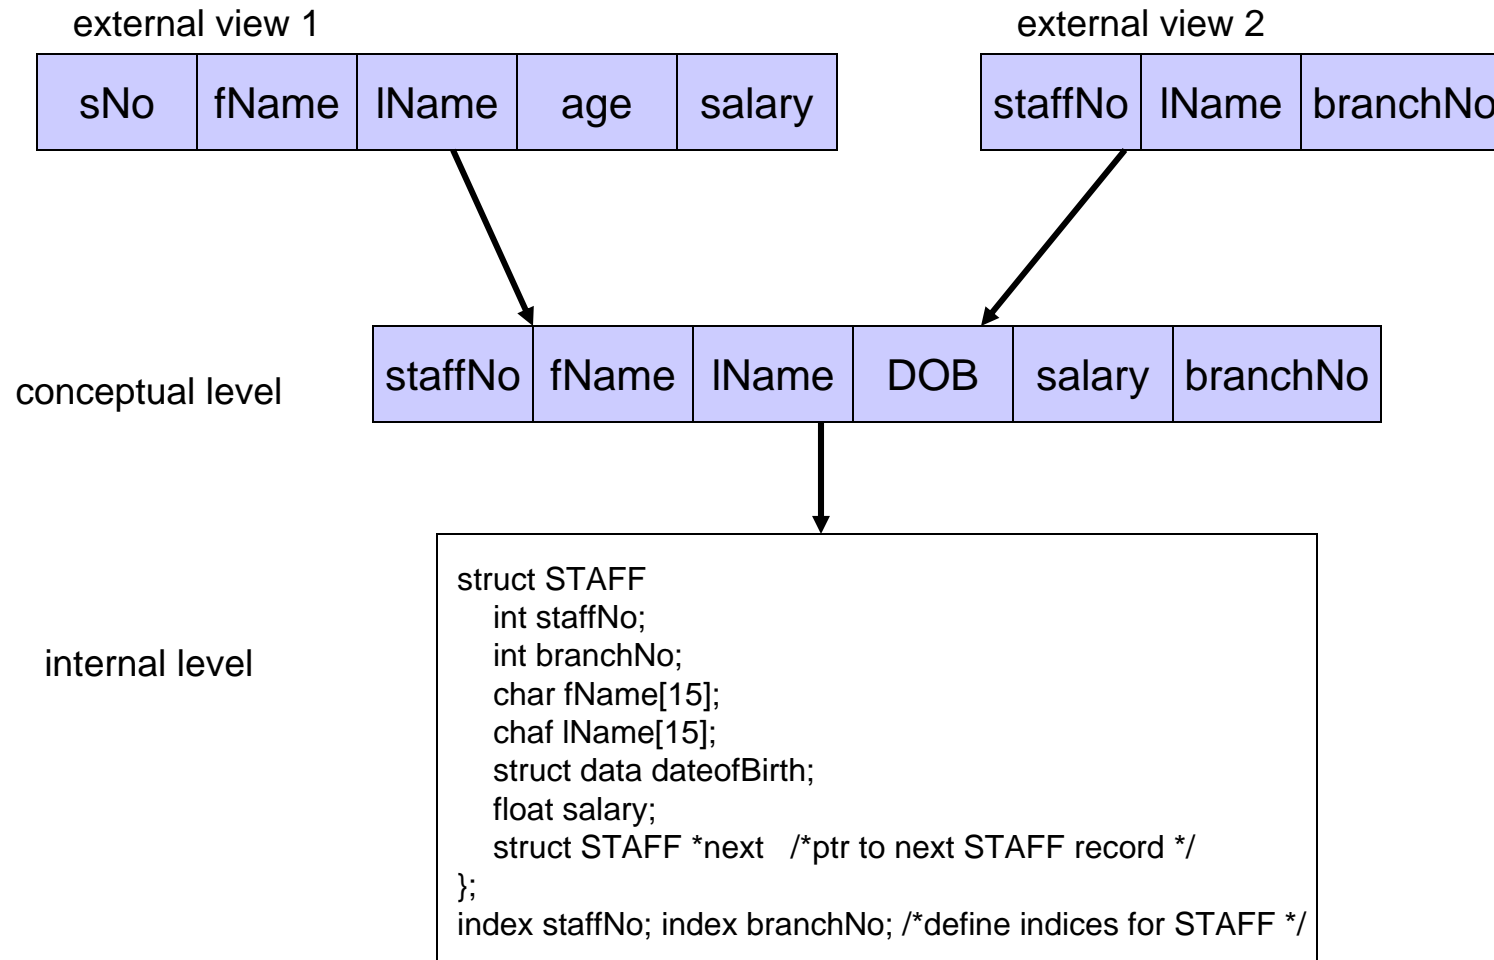 external view 1
external view 2
sNo fName lName age salary
staffNo lName branchNo
conceptual level
staffNo fName lName DOB salary branchNo
internal level
struct STAFF
int staffNo;
int branchNo;
char fName[15];
chaf lName[15];
struct data dateofBirth;
float salary;
struct STAFF *next /*ptr to next STAFF record */
};
index staffNo; index branchNo; /*define indices for STAFF */